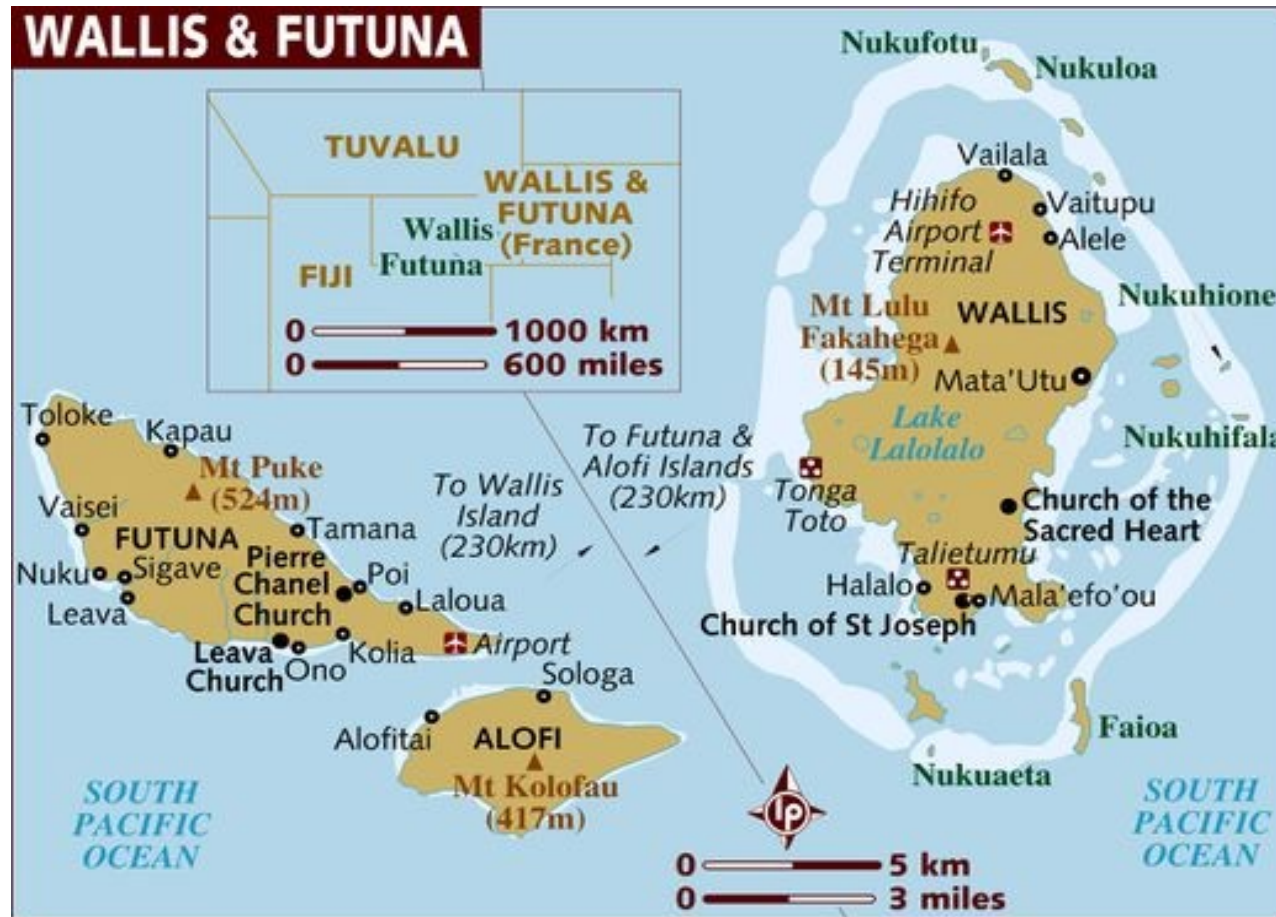 WALLIS & FUTUNA
TUVALU
WALLIS &
FUTUNA
(France)
Wallis
Futuna
FIJI
0 1000 km
0 600 miles
Nukufotu
Nukuloa
Vailala
Hihifo
Airport
Terminal
Vaitupu
Alele
Nukuhione
Mt Lulu
Fakahega
(145m)
WALLIS
Mata'Utu
Lake
Lalolalo
Nukuhifala
Tonga
Toto
Church of the
Sacred Heart
Talietumu
Halalo
Mala'efo'ou
Church of St Joseph
Faioa
Nukuaeta
To Futuna &
Alofi Islands
(230km)
To Wallis
Island
(230km)
Toloke
Kapau
Mt Puke
(524m)
Vaisei
FUTUNA
Tamana
Nuku
Sigave
Leava
Pierre
Chanel
Church
Poi
Laloua
Airport
Leava
Church
Ono
Kolia
Sologa
Alofitai
ALOFI
Mt Kolofau
(417m)
SOUTH
PACIFIC
OCEAN
SOUTH
PACIFIC
OCEAN
lp
0 5 km
0 3 miles